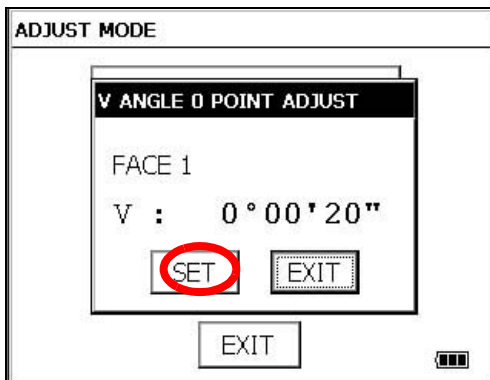 ADJUST MODE
V ANGLE 0 POINT ADJUST
FACE 1
V : 0°00'20"
SET EXIT
EXIT